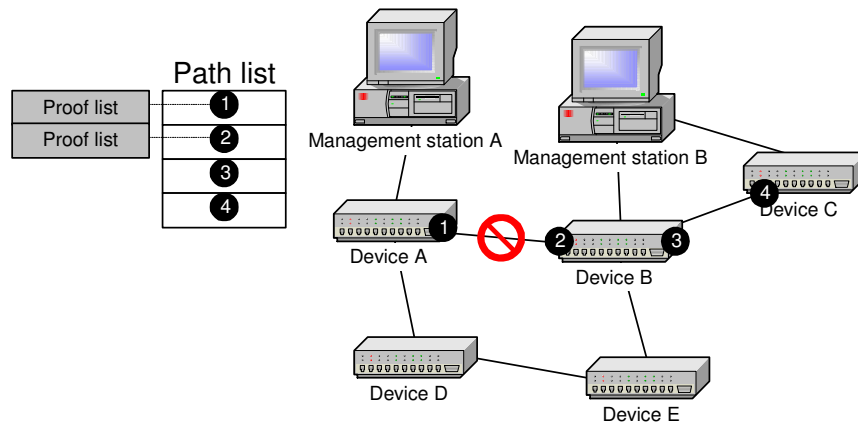 Path list
Proof list
1
Proof list
2
3
4
Management station A
Management station B
4
Device C
1
2
3
Device A
Device B
Device D
Device E